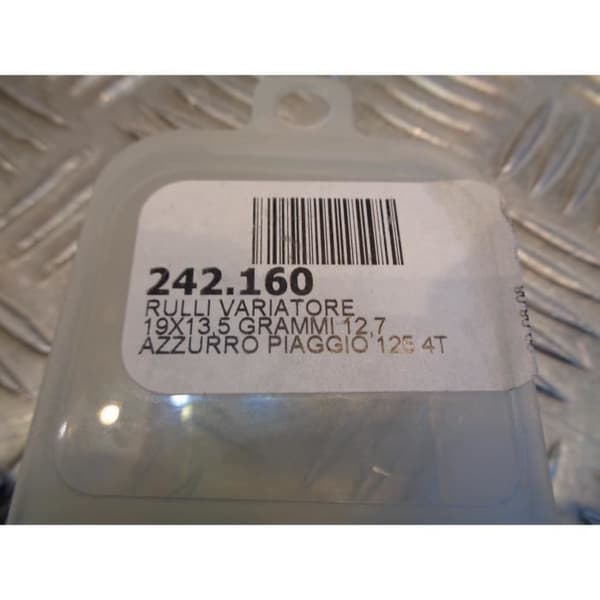 242.160
RULLI VARIATORE
19X13,5 GRAMMI 12,7
AZZURRO PIAGGIO 125 4T